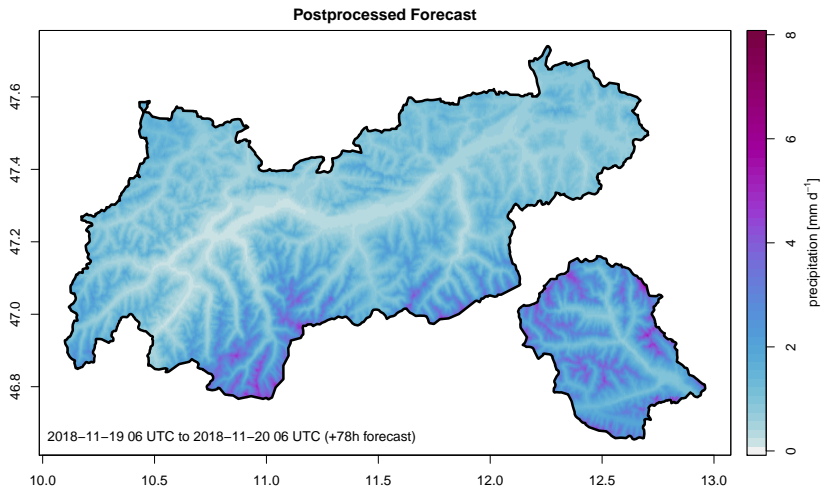 Postprocessed Forecast
47.6
47.4
47.2
47.0
46.8
2018−11−19 06 UTC to 2018−11−20 06 UTC (+78h forecast)
10.0 10.5 11.0 11.5 12.0 12.5 13.0
8
6
4
2
0
precipitation [mm d⁻¹]